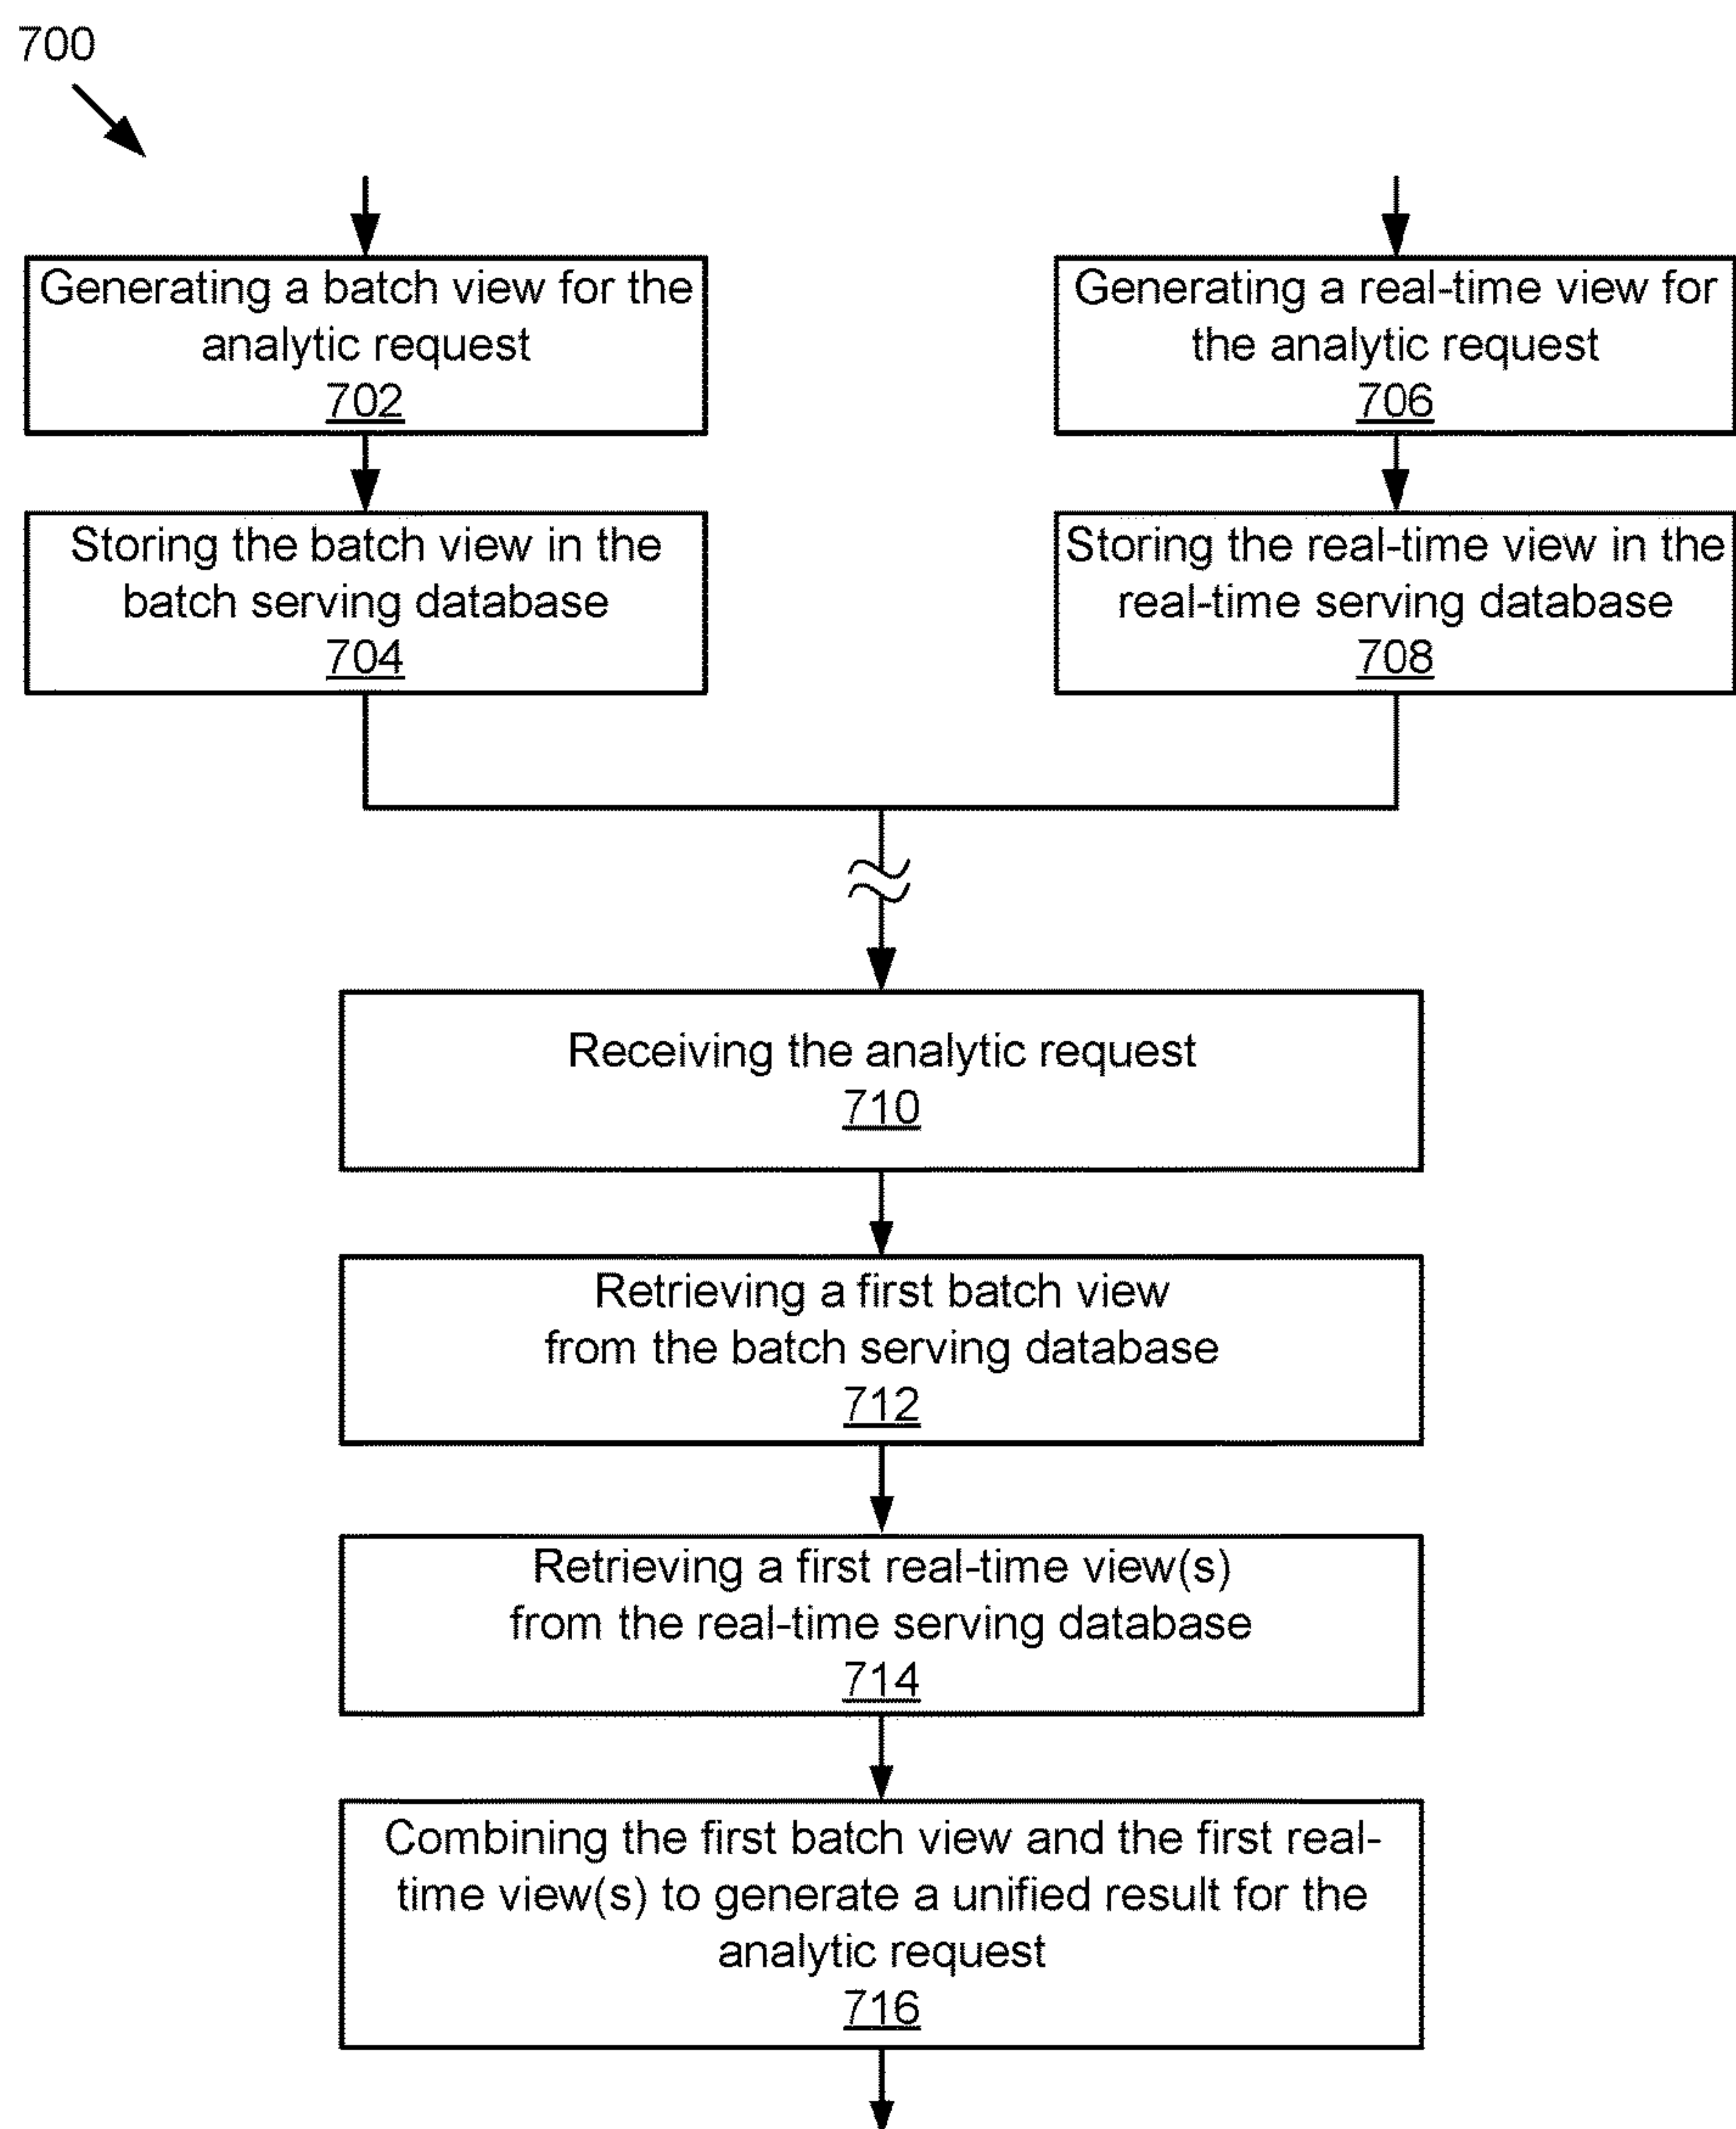 700
Generating a batch view for the
analytic request
702
Generating a real-time view for
the analytic request
706
Storing the batch view in the
batch serving database
704
Storing the real-time view in the
real-time serving database
708
Receiving the analytic request
710
Retrieving a first batch view
from the batch serving database
712
Retrieving a first real-time view(s)
from the real-time serving database
714
Combining the first batch view and the first real-
time view(s) to generate a unified result for the
analytic request
716